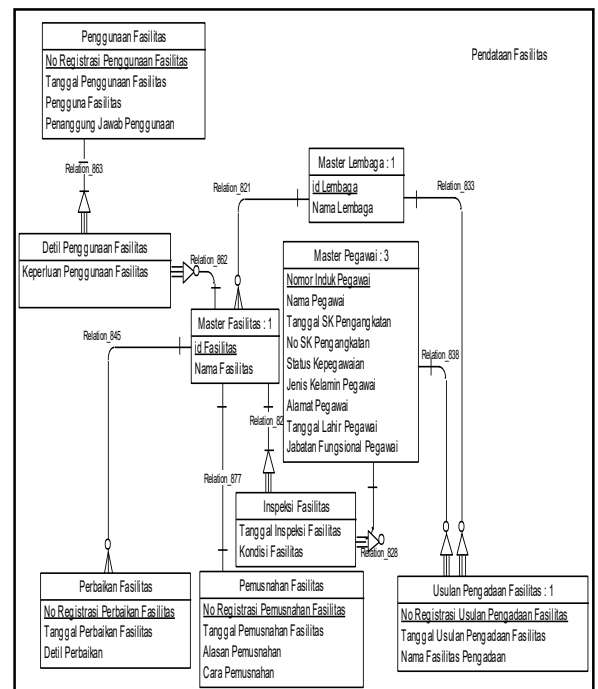 Penggunaan Fasilitas
No Registrasi Penggunaan Fasilitas
Tanggal Penggunaan Fasilitas
Pengguna Fasilitas
Penanggung Jawab Penggunaan
Pendataan Fasilitas
Relation_863
Master Lembaga : 1
id Lembaga
Nama Lembaga
Relation_821
Relation_833
Detil Penggunaan Fasilitas
Keperluan Penggunaan Fasilitas
Relation_862
Master Pegawai : 3
Nomor Induk Pegawai
Nama Pegawai
Tanggal SK Pengangkatan
No SK Pengangkatan
Status Kepegawaian
Jenis Kelamin Pegawai
Alamat Pegawai
Tanggal Lahir Pegawai
Jabatan Fungsional Pegawai
Master Fasilitas : 1
id Fasilitas
Nama Fasilitas
Relation_845
Relation_838
Relation_82
Relation_877
Inspeksi Fasilitas
Tanggal Inspeksi Fasilitas
Kondisi Fasilitas
Relation_828
Perbaikan Fasilitas
No Registrasi Perbaikan Fasilitas
Tanggal Perbaikan Fasilitas
Detil Perbaikan
Pemusnahan Fasilitas
No Registrasi Pemusnahan Fasilitas
Tanggal Pemusnahan Fasilitas
Alasan Pemusnahan
Cara Pemusnahan
Usulan Pengadaan Fasilitas : 1
No Registrasi Usulan Pengadaan Fasilitas
Tanggal Usulan Pengadaan Fasilitas
Nama Fasilitas Pengadaan